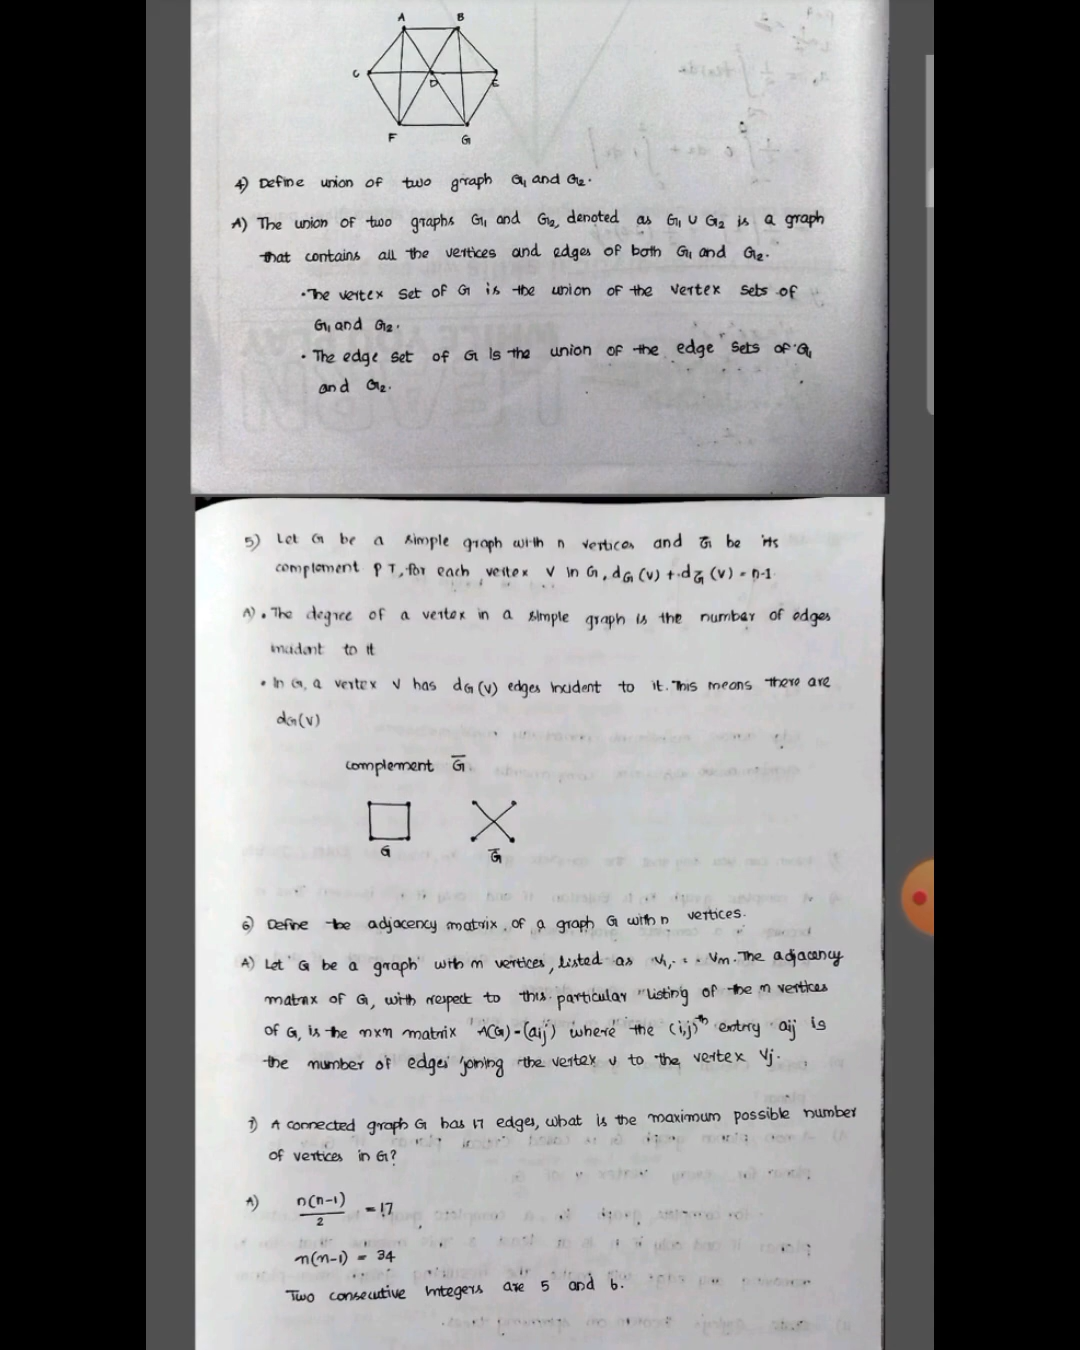 A B
C D E
F G
4) Define union of two graph G1 and G2.
A) The union of two graphs G1 and G2, denoted as G1 ∪ G2 is a graph
that contains all the vertices and edges of both G1 and G2.
• The vertex set of G is the union of the vertex sets of
G1 and G2.
• The edge set of G is the union of the edge sets of G1
and G2.
5) Let G be a simple graph with n vertices and G̅ be its
complement P T, for each vertex v in G, dG(v) + dG̅(v) = n-1
A) • The degree of a vertex in a simple graph is the number of edges
incident to it
• In G, a vertex v has dG(v) edges incident to it. This means there are
dG(v)
complement G̅.
G G̅
6) Define the adjacency matrix of a graph G with n vertices.
A) Let G be a graph with n vertices, listed as v1, . . . vm. The adjacency
matrix of G, with respect to this particular listing of the n vertices
of G, is the n×n matrix A(G) = (aij) where the (i,j)th entry aij is
the number of edges joining the vertex v to the vertex vj.
7) A connected graph G has 17 edges, what is the maximum possible number
of vertices in G?
A) n(n-1)/2 = 17
n(n-1) = 34
Two consecutive integers are 5 and 6.